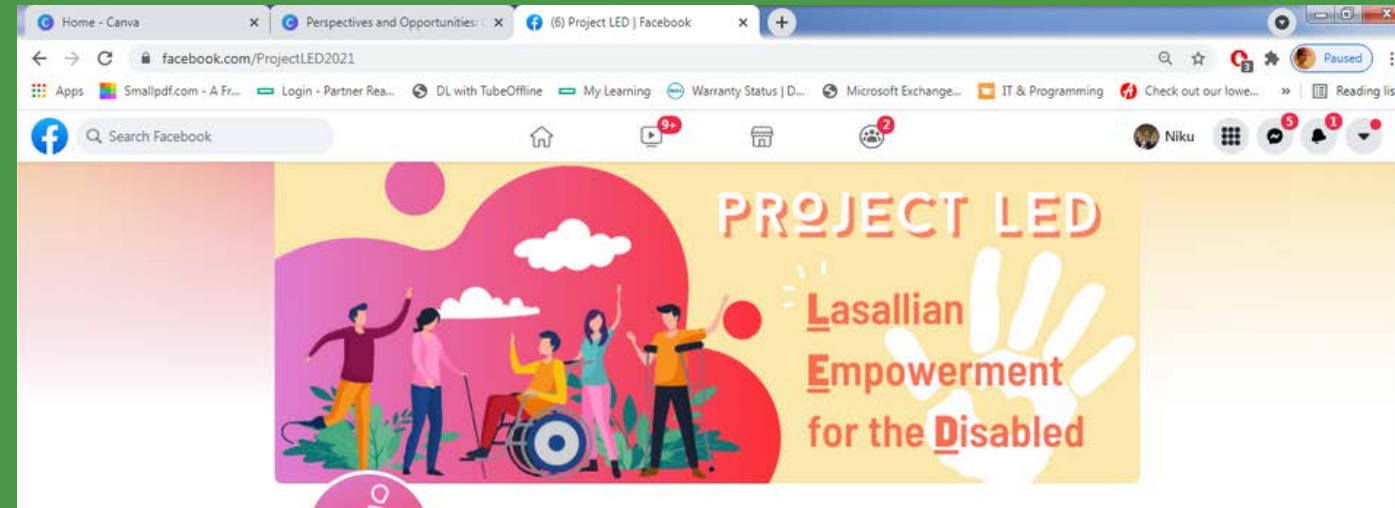 Home - Canva
Perspectives and Opportunities: C
(6) Project LED | Facebook
facebook.com/ProjectLED2021
3
Paused
Apps
Smallpdf.com - A Fr...
Login - Partner Rea...
DL with TubeOffline
My Learning
Warranty Status | D...
Microsoft Exchange...
IT & Programming
Check out our lowe...
»
Reading lis
Search Facebook
9+
2
Niku
5
1
PROJECT LED
Lasallian
Empowerment
for the Disabled